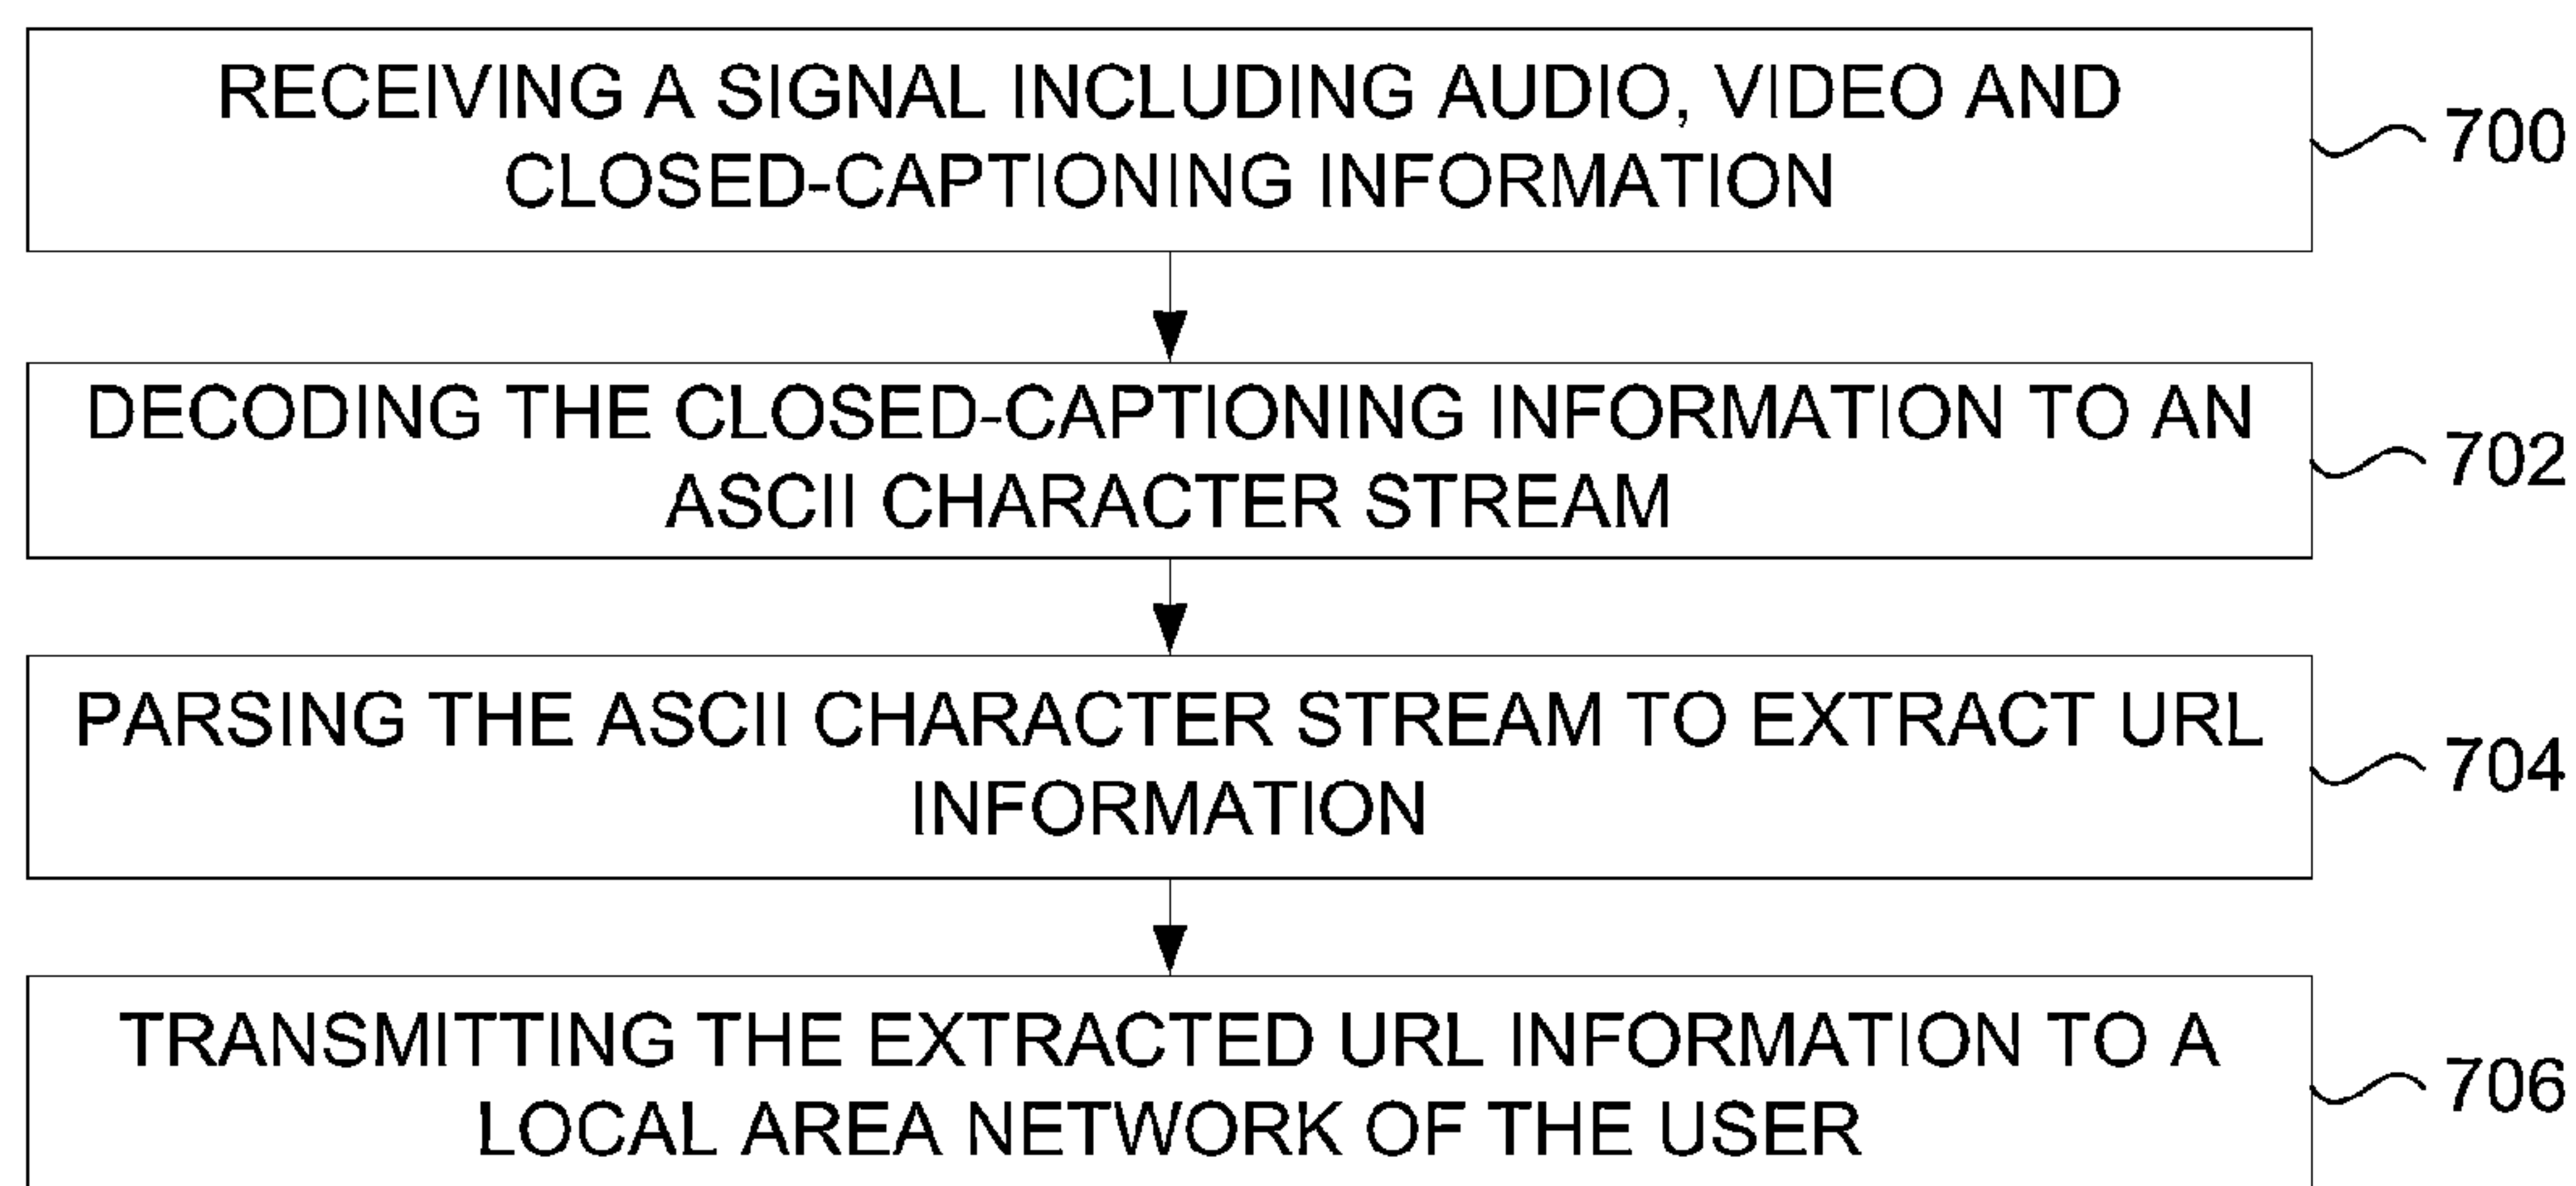 RECEIVING A SIGNAL INCLUDING AUDIO, VIDEO AND
CLOSED-CAPTIONING INFORMATION
700
DECODING THE CLOSED-CAPTIONING INFORMATION TO AN
ASCII CHARACTER STREAM
702
PARSING THE ASCII CHARACTER STREAM TO EXTRACT URL
INFORMATION
704
TRANSMITTING THE EXTRACTED URL INFORMATION TO A
LOCAL AREA NETWORK OF THE USER
706